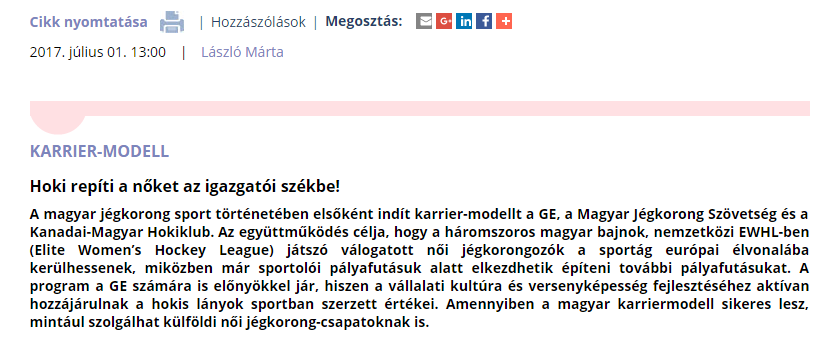 Cikk nyomtatása | Hozzászólások | Megosztás:
2017. július 01. 13:00 | László Márta
KARRIER-MODELL
Hoki repíti a nőket az igazgatói székbe!
A magyar jégkorong sport történetében elsőként indít karrier-modellt a GE, a Magyar Jégkorong Szövetség és a
Kanadai-Magyar Hokiklub. Az együttműködés célja, hogy a háromszoros magyar bajnok, nemzetközi EWHL-ben
(Elite Women's Hockey League) játszó válogatott női jégkorongozók a sportág európai élvonalába
kerülhessenek, miközben már sportolói pályafutásuk alatt elkezdhetik építeni további pályafutásukat. A
program a GE számára is előnyökkel jár, hiszen a vállalati kultúra és versenyképesség fejlesztéséhez aktívan
hozzájárulnak a hokis lányok sportban szerzett értékei. Amennyiben a magyar karriermodell sikeres lesz,
mintául szolgálhat külföldi női jégkorong-csapatoknak is.